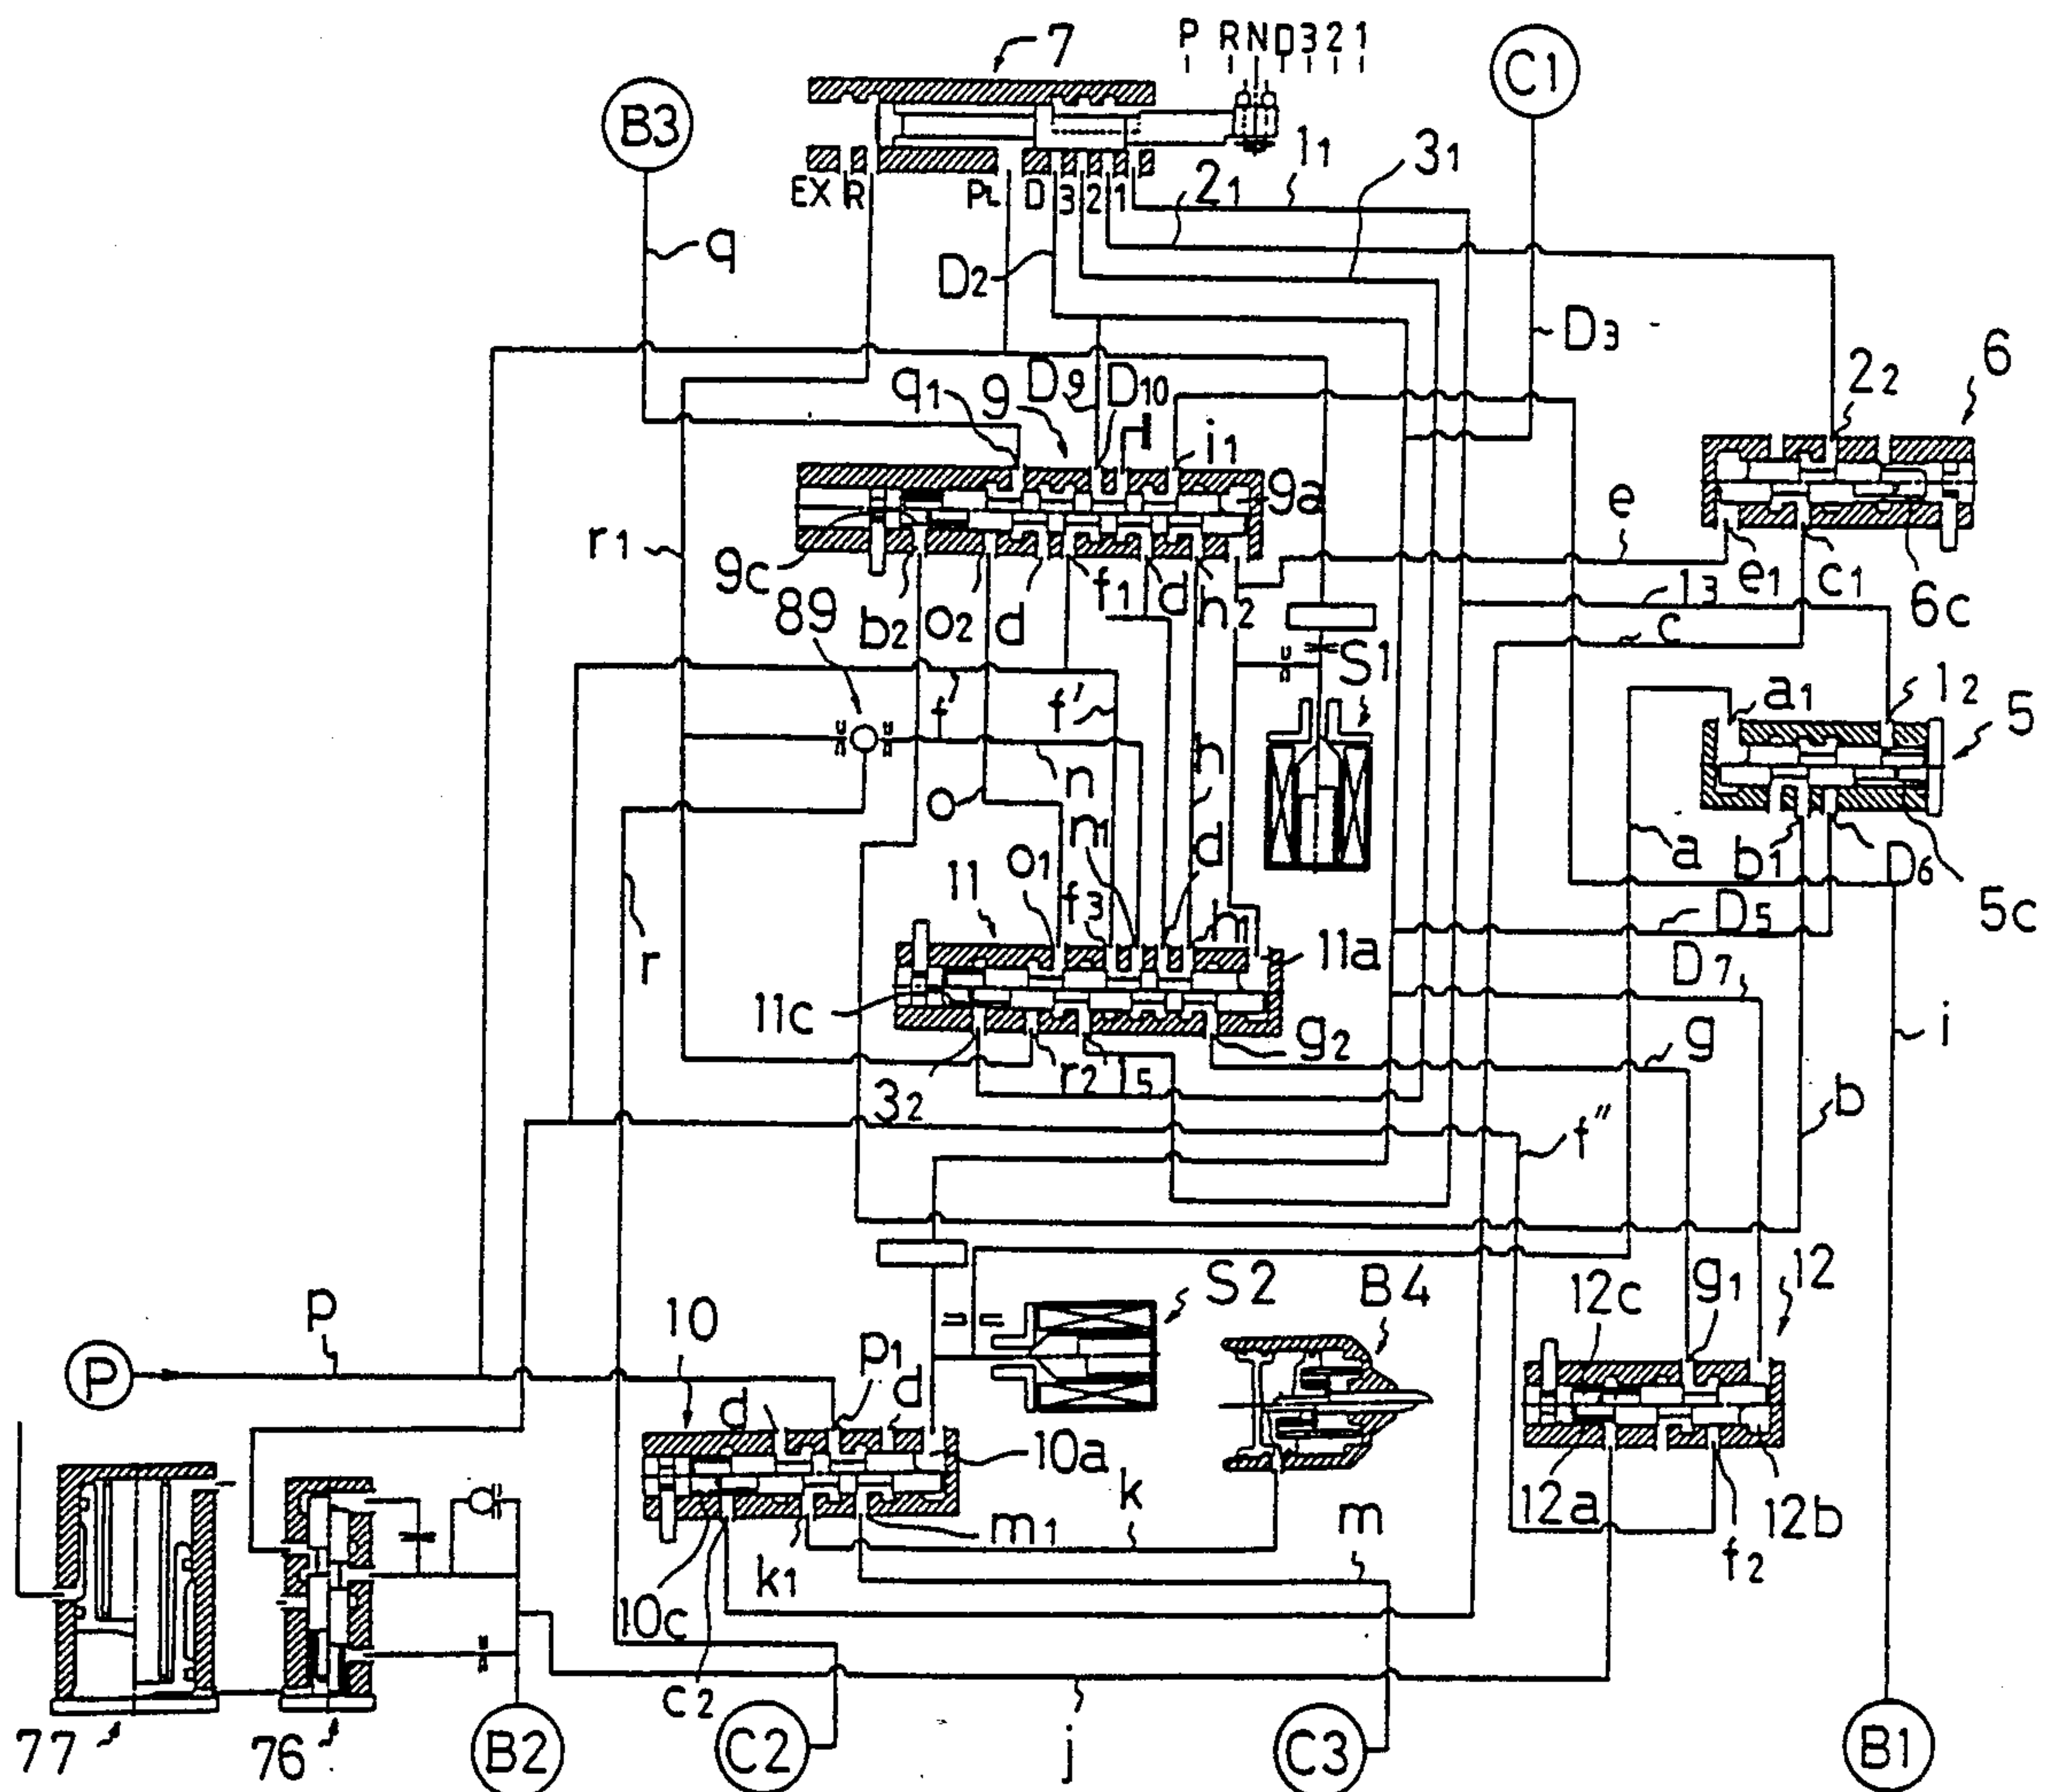 7
P R N D 3 2 1
C1
B3
EX R PL D 3 2 1
1₁
2₁
3₁
q
D₂
D₃
6
q₁
9
D₉
D₁₀
i₁
2₂
9a
r₁
9c
e
e₁
c₁
6c
89
b₂
o₂
d
f₁
d
h₂
1₃
c
S1
a₁
1₂
5
f
f'
n
h
o
n₁
d
a
b₁
D₆
5c
11
o₁
f₃
h₁
D₅
r
11a
D₇
11c
g₂
g
i
3₂
r₂
1₅
b
f"
P
p
10
p₁
d
d
S2
B4
12c
g₁
12
10a
k
m₁
m
12a
12b
f₂
k₁
10c
c₂
77
76
B2
C2
j
C3
B1